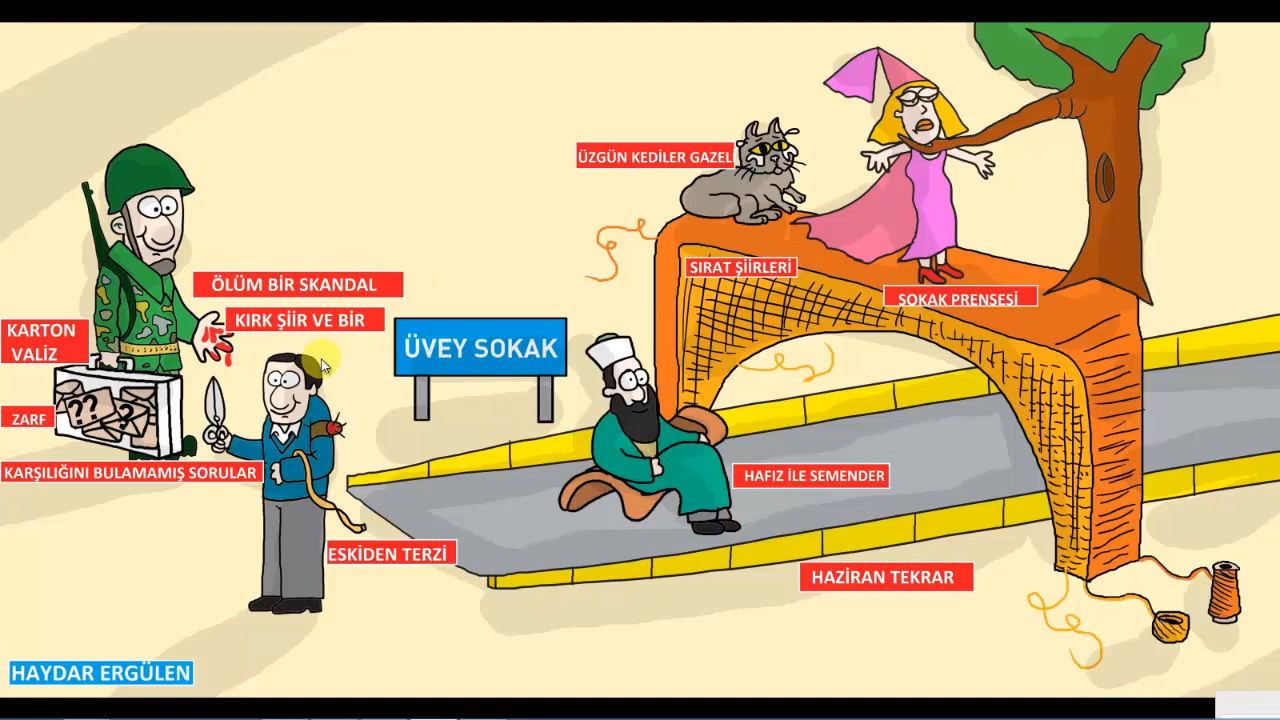 ÜZGÜN KEDİLER GAZEL
SIRAT ŞİİRLERİ
SOKAK PRENSESİ
ÖLÜM BİR SKANDAL
KIRK ŞİİR VE BİR
KARTON
VALİZ
ÜVEY SOKAK
??
?
ZARF
KARŞILIĞINI BULAMAMIŞ SORULAR
HAFIZ İLE SEMENDER
ESKİDEN TERZİ
HAZİRAN TEKRAR
HAYDAR ERGÜLEN